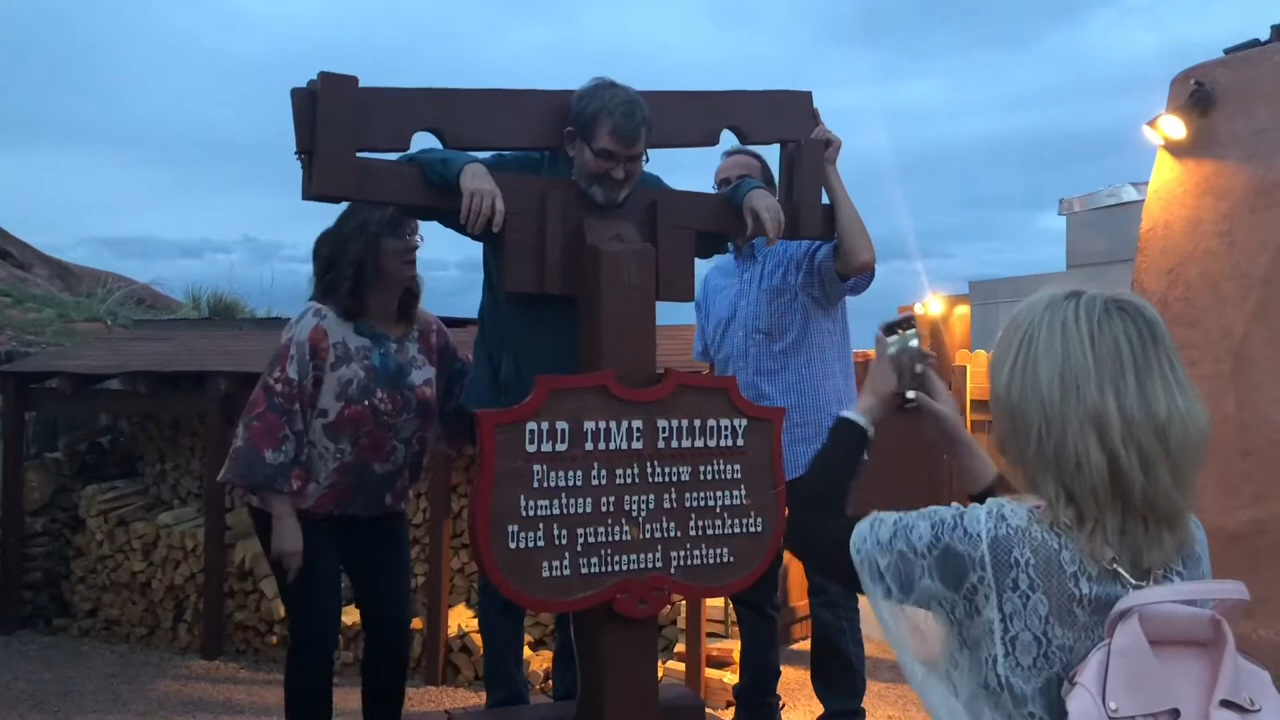 OLD TIME PILLORY
Please do not throw rotten
tomatoes or eggs at occupant.
Used to punish louts, drunkards
and unlicensed printers.